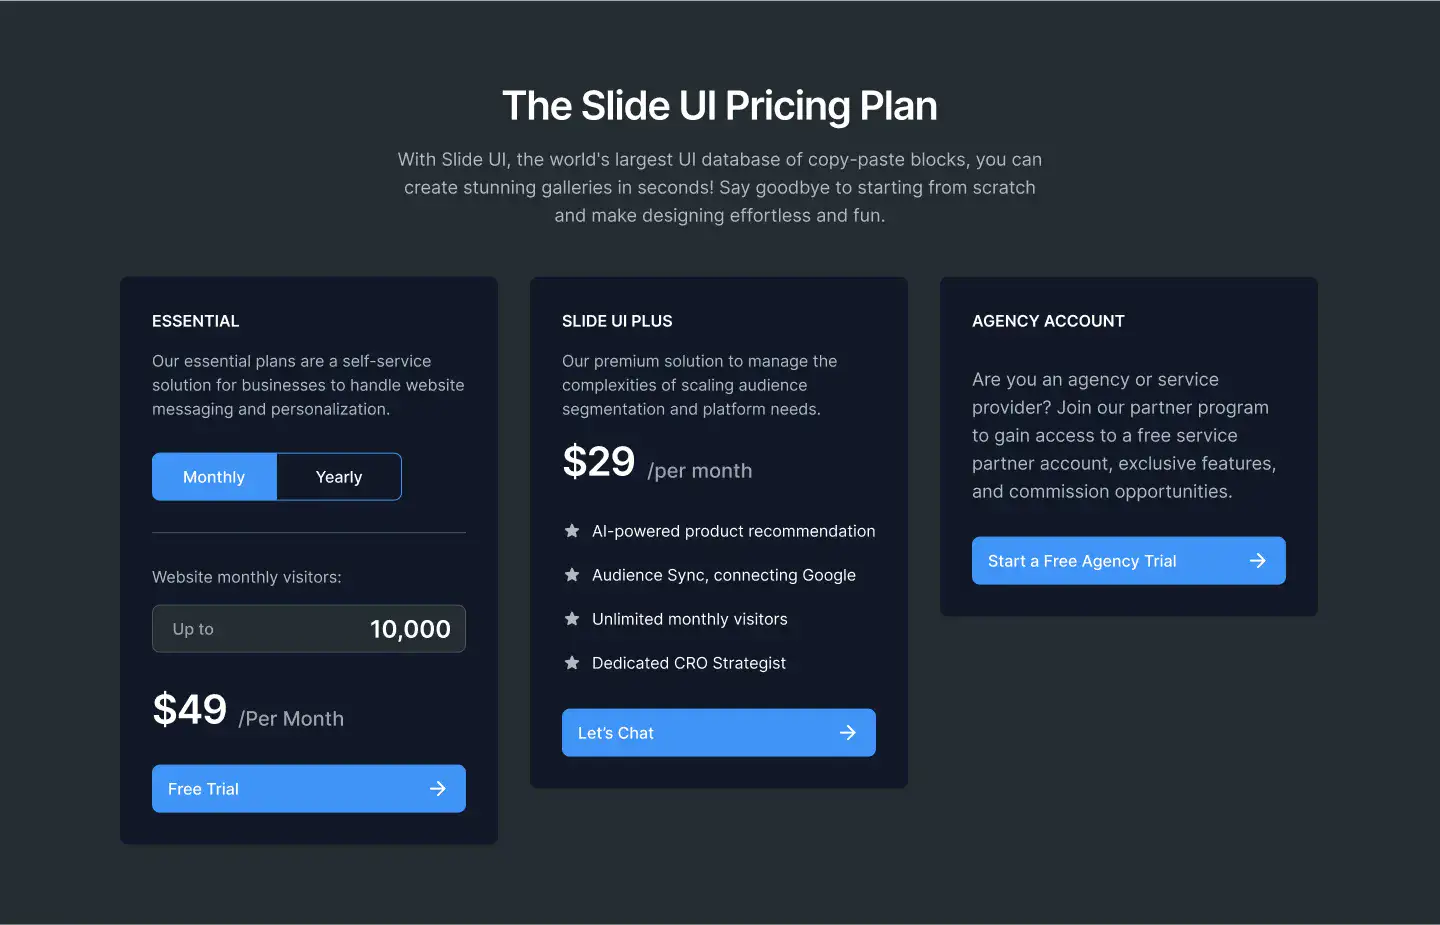 The Slide UI Pricing Plan
With Slide UI, the world's largest UI database of copy-paste blocks, you can
create stunning galleries in seconds! Say goodbye to starting from scratch
and make designing effortless and fun.
ESSENTIAL
Our essential plans are a self-service
solution for businesses to handle website
messaging and personalization.
Monthly
Yearly
Website monthly visitors:
Up to 10,000
$49 /Per Month
Free Trial
SLIDE UI PLUS
Our premium solution to manage the
complexities of scaling audience
segmentation and platform needs.
$29 /per month
AI-powered product recommendation
Audience Sync, connecting Google
Unlimited monthly visitors
Dedicated CRO Strategist
Let’s Chat
AGENCY ACCOUNT
Are you an agency or service
provider? Join our partner program
to gain access to a free service
partner account, exclusive features,
and commission opportunities.
Start a Free Agency Trial